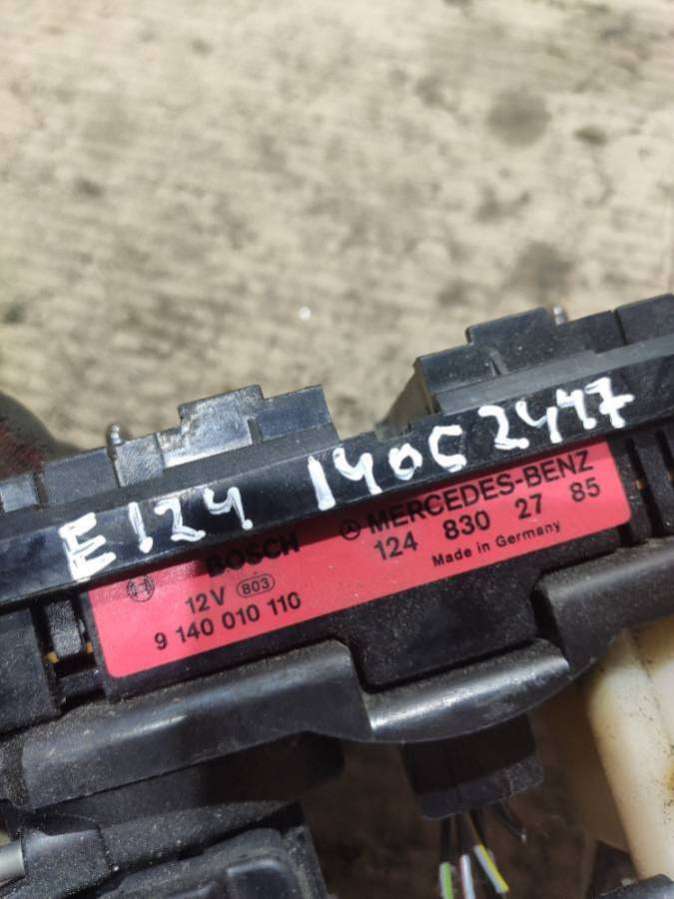 E124 140C2447
BOSCH MERCEDES-BENZ
12V 803 124 830 27 85
9 140 010 110 Made in Germany